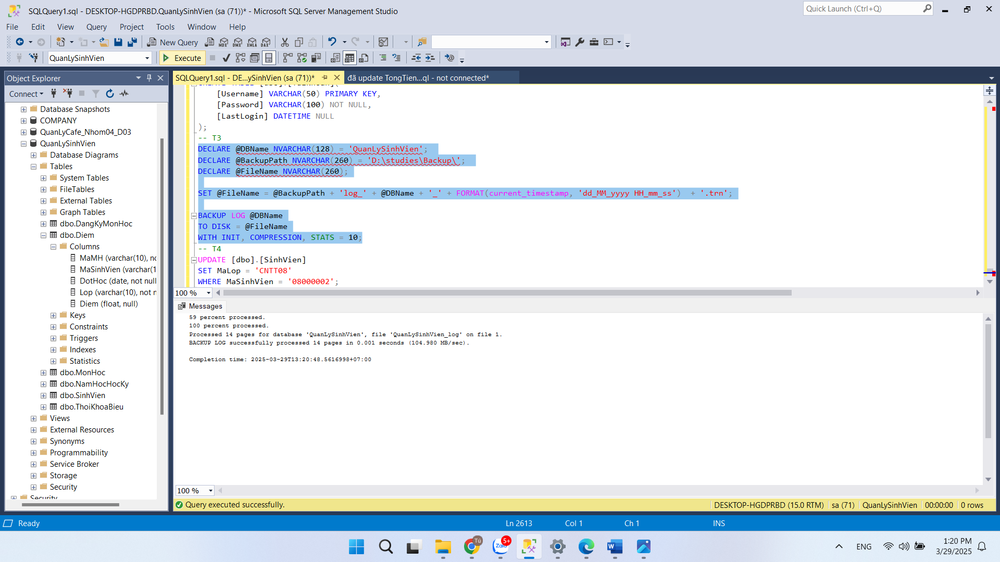 SQLQuery1.sql - DESKTOP-HGDPRBD.QuanLySinhVien (sa (71))* - Microsoft SQL Server Management Studio
Quick Launch (Ctrl+Q)
File Edit View Query Project Tools Window Help
New Query
MDX DMX XMLA DAX
QuanLySinhVien
Execute
Object Explorer
Connect
Database Snapshots
COMPANY
QuanLyCafe_Nhom04_D03
QuanLySinhVien
Database Diagrams
Tables
System Tables
FileTables
External Tables
Graph Tables
dbo.DangKyMonHoc
dbo.Diem
Columns
MaMH (varchar(10), nc
MaSinhVien (varchar(1
DotHoc (date, not null
Lop (varchar(10), not n
Diem (float, null)
Keys
Constraints
Triggers
Indexes
Statistics
dbo.MonHoc
dbo.NamHocHocKy
dbo.SinhVien
dbo.ThoiKhoaBieu
Views
External Resources
Synonyms
Programmability
Service Broker
Storage
Security
Security
SQLQuery1.sql - DE...ySinhVien (sa (71))*
đã update TongTien...ql - not connected*
[Username] VARCHAR(50) PRIMARY KEY,
[Password] VARCHAR(100) NOT NULL,
[LastLogin] DATETIME NULL
);
-- T3
DECLARE @DBName NVARCHAR(128) = 'QuanLySinhVien';
DECLARE @BackupPath NVARCHAR(260) = 'D:\studies\Backup\';
DECLARE @FileName NVARCHAR(260);
SET @FileName = @BackupPath + 'log_' + @DBName + '_' + FORMAT(current_timestamp, 'dd_MM_yyyy HH_mm_ss') + '.trn';
BACKUP LOG @DBName
TO DISK = @FileName
WITH INIT, COMPRESSION, STATS = 10;
-- T4
UPDATE [dbo].[SinhVien]
SET MaLop = 'CNTT08'
WHERE MaSinhVien = '08000002';
100 %
Messages
59 percent processed.
100 percent processed.
Processed 14 pages for database 'QuanLySinhVien', file 'QuanLySinhVien_log' on file 1.
BACKUP LOG successfully processed 14 pages in 0.001 seconds (104.980 MB/sec).
Completion time: 2025-03-29T13:20:48.5616998+07:00
100 %
Query executed successfully.
DESKTOP-HGDPRBD (15.0 RTM) sa (71) QuanLySinhVien 00:00:00 0 rows
Ready
Ln 2613 Col 1 Ch 1 INS
Tú
Zalo
5+
W
ENG
1:20 PM
3/29/2025